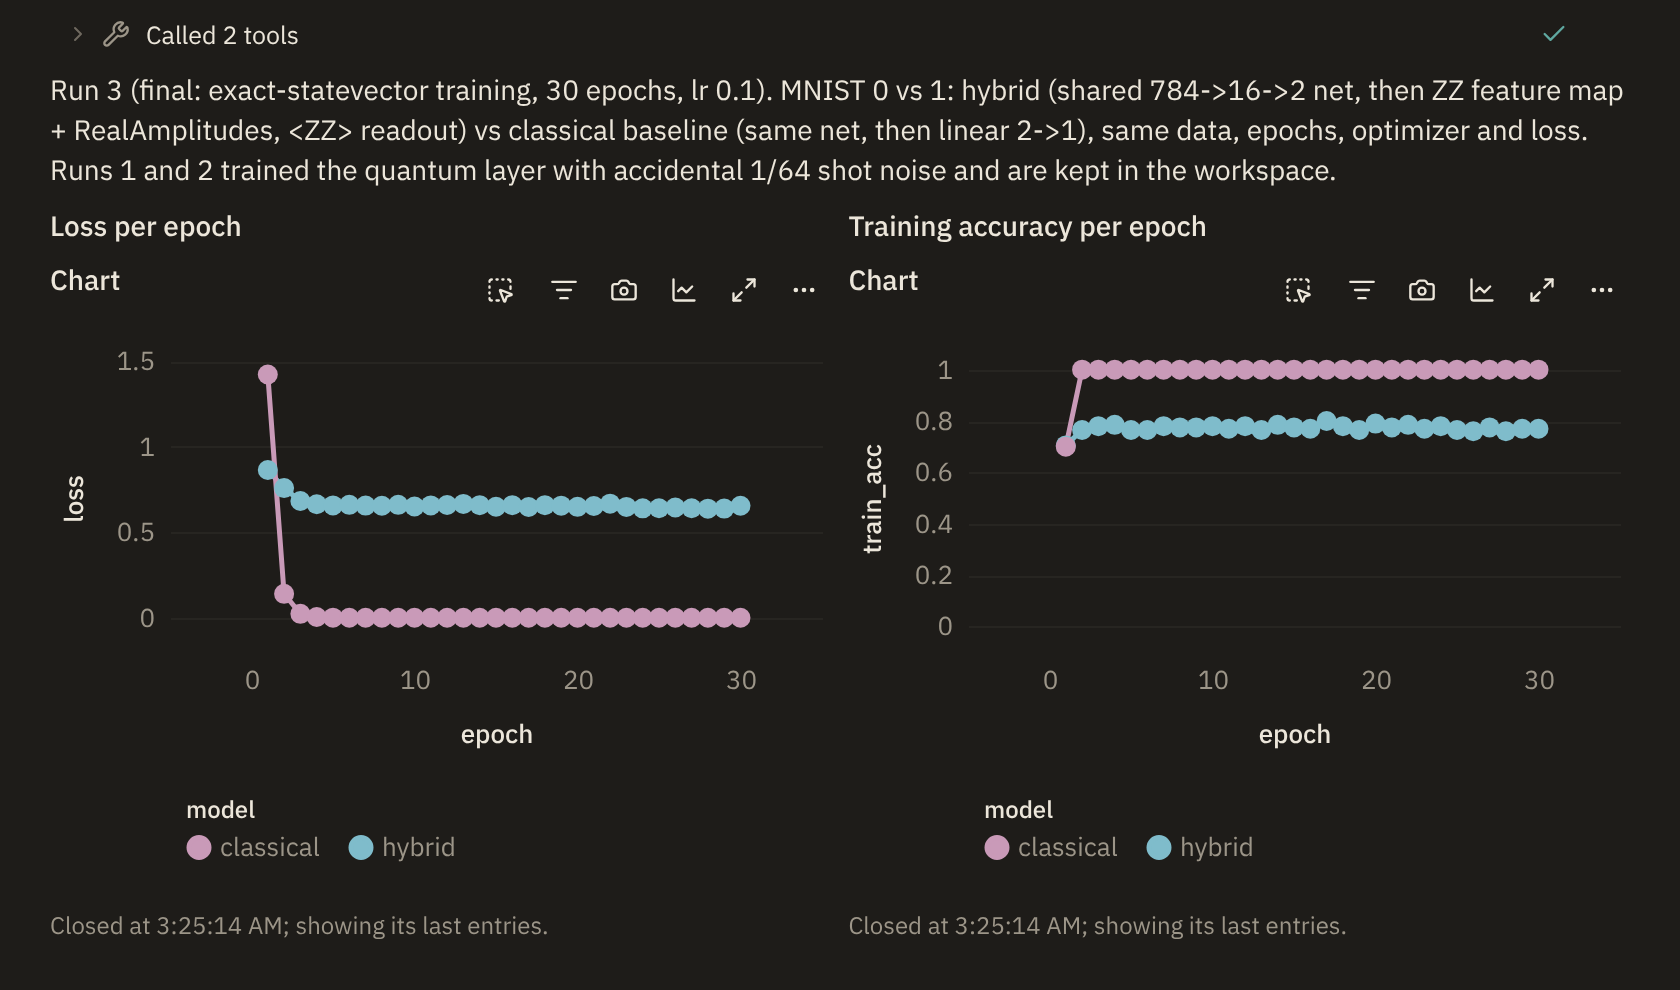 Called 2 tools
Run 3 (final: exact-statevector training, 30 epochs, lr 0.1). MNIST 0 vs 1: hybrid (shared 784->16->2 net, then ZZ feature map
+ RealAmplitudes, <ZZ> readout) vs classical baseline (same net, then linear 2->1), same data, epochs, optimizer and loss.
Runs 1 and 2 trained the quantum layer with accidental 1/64 shot noise and are kept in the workspace.
Loss per epoch
Chart
1.5
1
0.5
0
loss
0 10 20 30
epoch
model
classical hybrid
Closed at 3:25:14 AM; showing its last entries.
Training accuracy per epoch
Chart
1
0.8
0.6
0.4
0.2
0
train_acc
0 10 20 30
epoch
model
classical hybrid
Closed at 3:25:14 AM; showing its last entries.